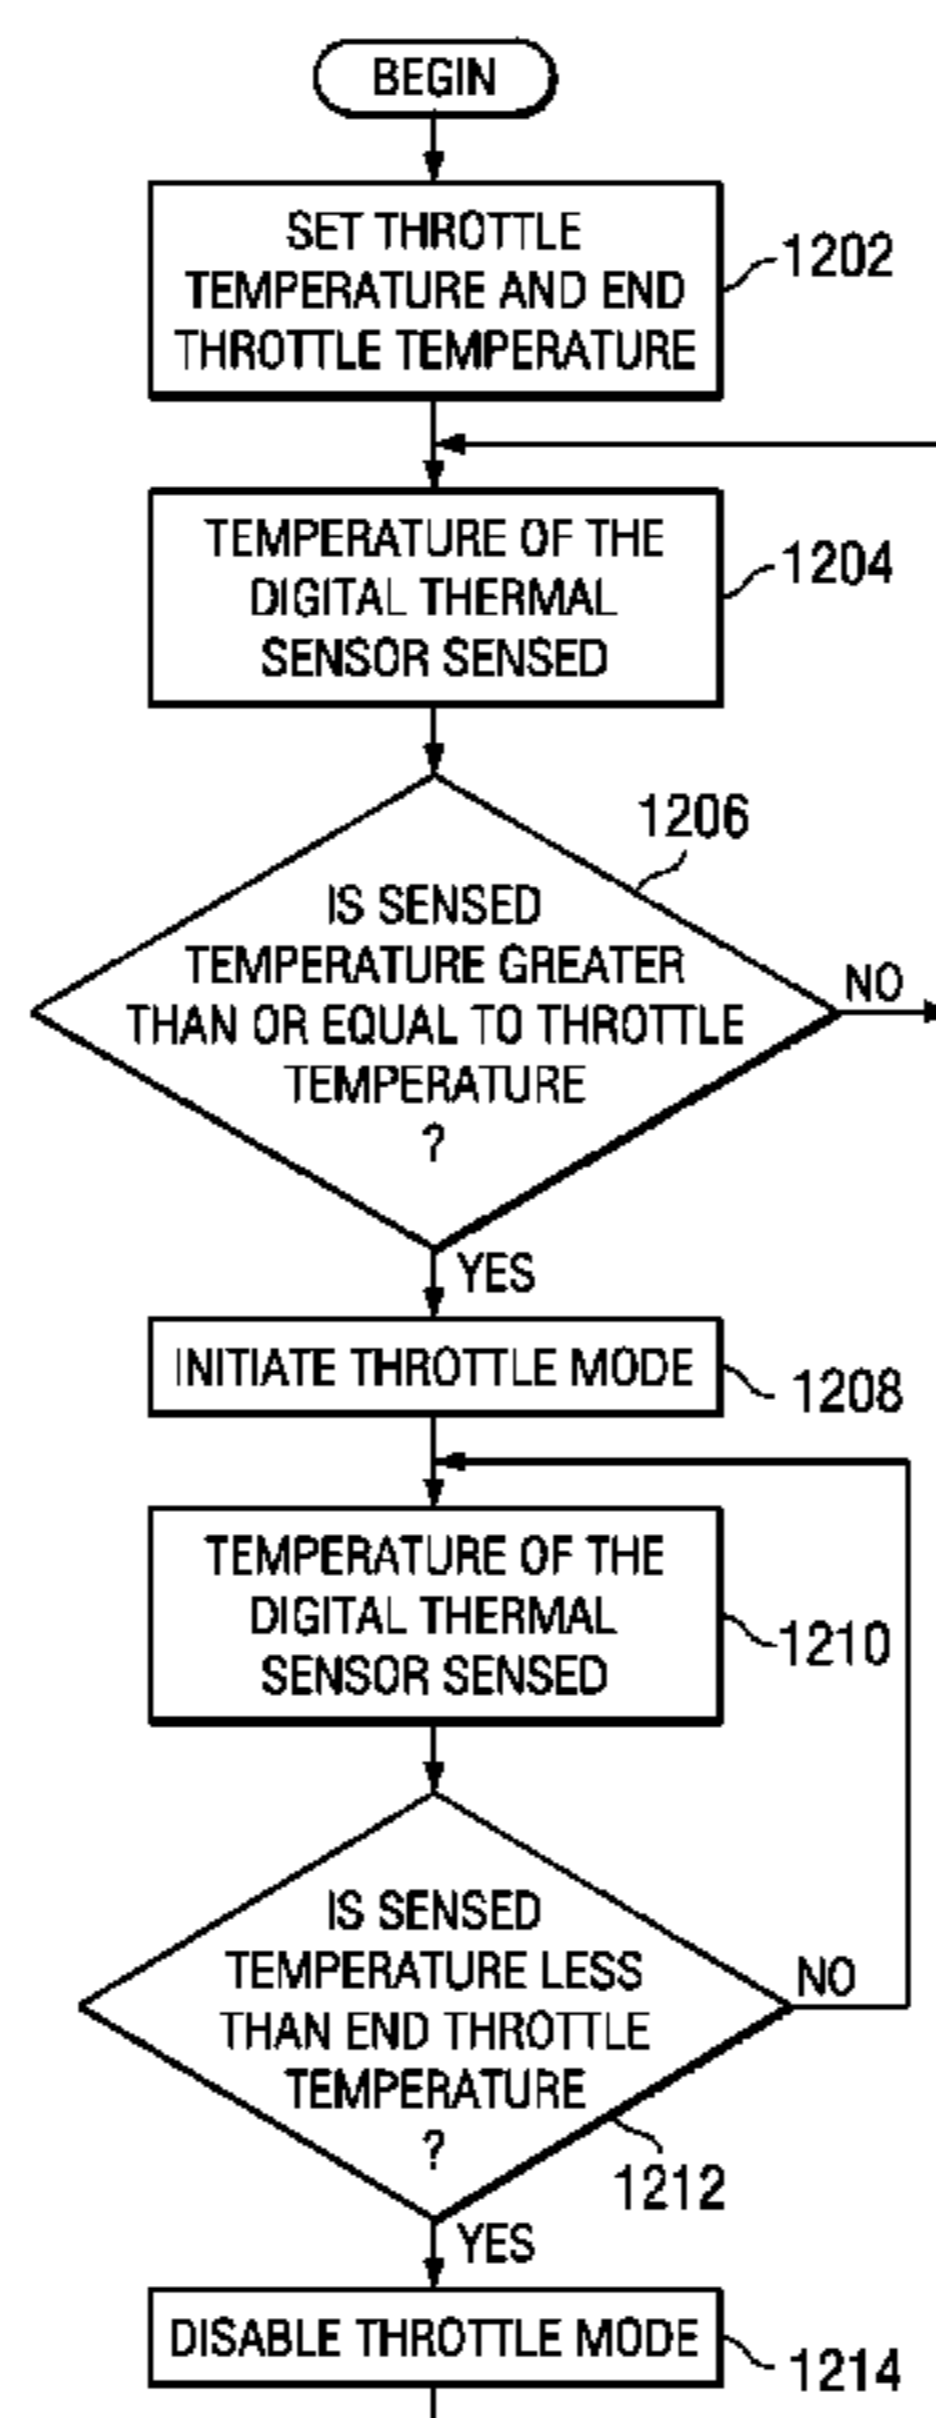 BEGIN
SET THROTTLE
TEMPERATURE AND END
THROTTLE TEMPERATURE
1202
TEMPERATURE OF THE
DIGITAL THERMAL
SENSOR SENSED
1204
1206
IS SENSED
TEMPERATURE GREATER
THAN OR EQUAL TO THROTTLE
TEMPERATURE
?
NO
YES
INITIATE THROTTLE MODE
1208
TEMPERATURE OF THE
DIGITAL THERMAL
SENSOR SENSED
1210
IS SENSED
TEMPERATURE LESS
THAN END THROTTLE
TEMPERATURE
?
NO
1212
YES
DISABLE THROTTLE MODE
1214